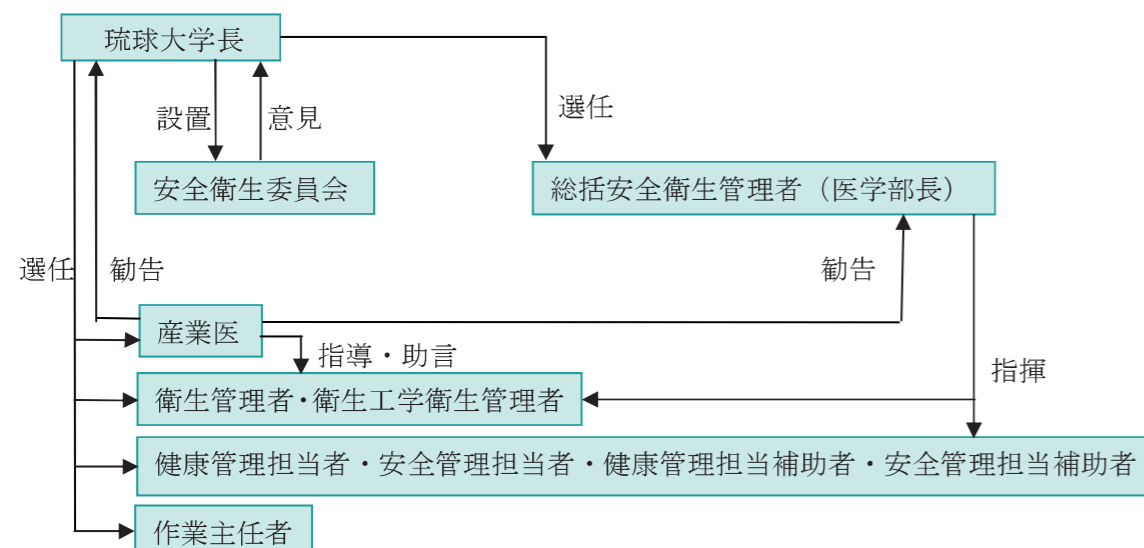 琉球大学長
設置
意見
選任
安全衛生委員会
総括安全衛生管理者（医学部長）
選任
勧告
勧告
産業医
指導・助言
指揮
衛生管理者・衛生工学衛生管理者
健康管理担当者・安全管理担当者・健康管理担当補助者・安全管理担当補助者
作業主任者